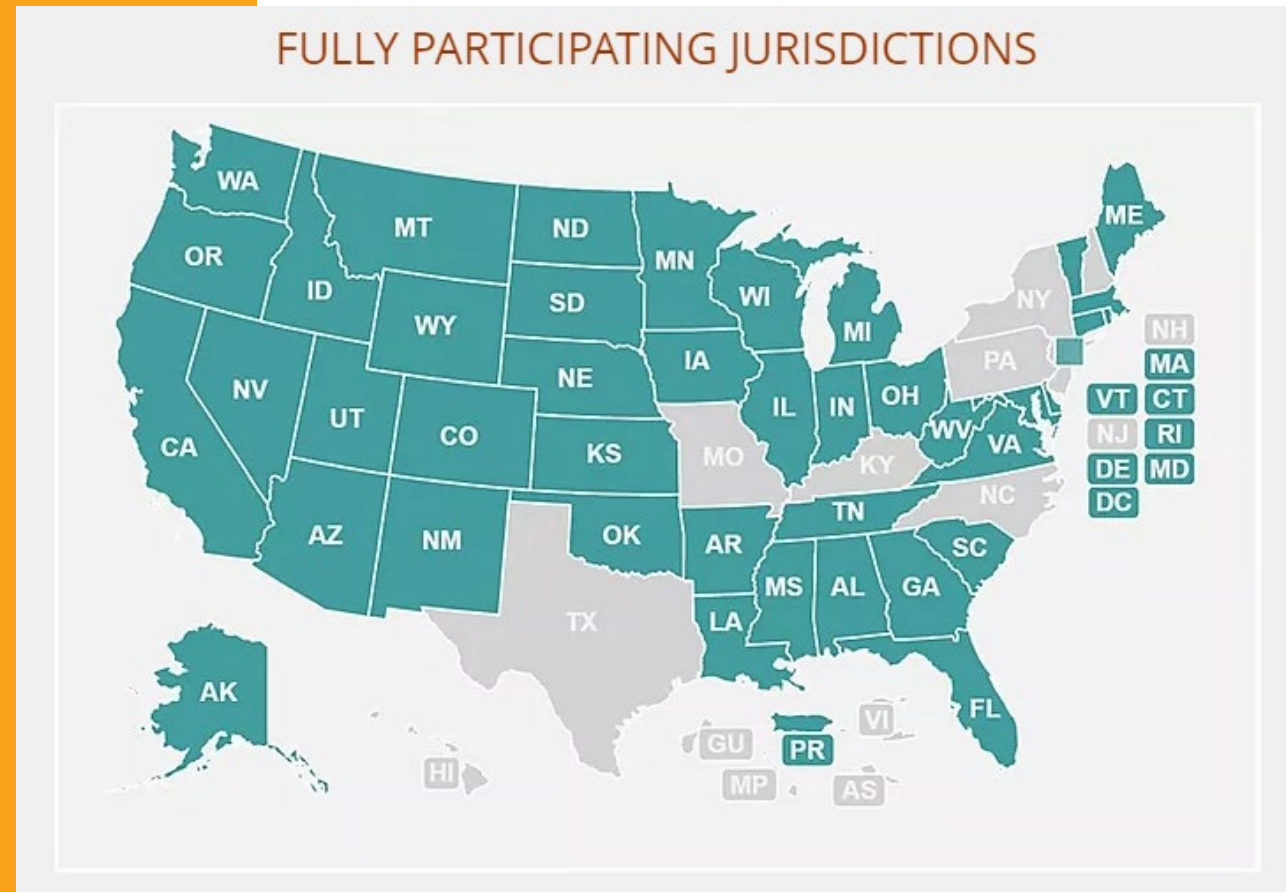 FULLY PARTICIPATING JURISDICTIONS
WA
MT
ND
MN
ME
OR
ID
SD
WI
NY
WY
MI
NH
IA
PA
MA
NV
NE
VT
CT
UT
IL
IN
OH
CO
WV
NJ
RI
CA
KS
MO
VA
KY
DE
MD
NC
DC
AZ
NM
OK
TN
AR
SC
MS
AL
GA
TX
LA
AK
FL
VI
HI
GU
PR
MP
AS